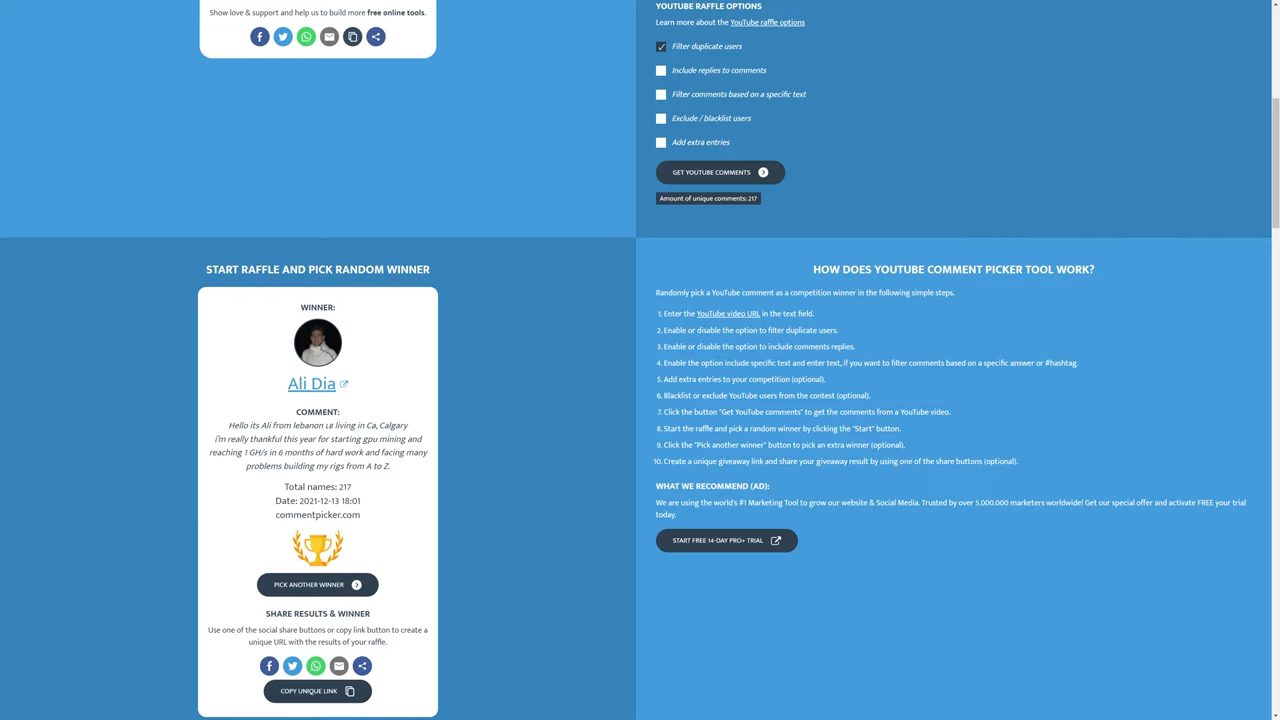 Show love & support and help us to build more free online tools.
YOUTUBE RAFFLE OPTIONS
Learn more about the YouTube raffle options
Filter duplicate users
Include replies to comments
Filter comments based on a specific text
Exclude / blacklist users
Add extra entries
GET YOUTUBE COMMENTS
Amount of unique comments: 217
START RAFFLE AND PICK RANDOM WINNER
WINNER:
Ali Dia
COMMENT:
Hello its Ali from lebanon LB living in Ca, Calgary
i'm really thankful this year for starting gpu mining and
reaching 1 GH/s in 6 months of hard work and facing many
problems building my rigs from A to Z.
Total names: 217
Date: 2021-12-13 18:01
commentpicker.com
PICK ANOTHER WINNER
SHARE RESULTS & WINNER
Use one of the social share buttons or copy link button to create a
unique URL with the results of your raffle.
COPY UNIQUE LINK
HOW DOES YOUTUBE COMMENT PICKER TOOL WORK?
Randomly pick a YouTube comment as a competition winner in the following simple steps.
1. Enter the YouTube video URL in the text field.
2. Enable or disable the option to filter duplicate users.
3. Enable or disable the option to include comments replies.
4. Enable the option include specific text and enter text, if you want to filter comments based on a specific answer or #hashtag.
5. Add extra entries to your competition (optional).
6. Blacklist or exclude YouTube users from the contest (optional).
7. Click the button "Get YouTube comments" to get the comments from a YouTube video.
8. Start the raffle and pick a random winner by clicking the "Start" button.
9. Click the "Pick another winner" button to pick an extra winner (optional).
10. Create a unique giveaway link and share your giveaway result by using one of the share buttons (optional).
WHAT WE RECOMMEND (AD):
We are using the world's #1 Marketing Tool to grow our website & Social Media. Trusted by over 5.000.000 marketers worldwide! Get our special offer and activate FREE your trial
today.
START FREE 14-DAY PRO+ TRIAL